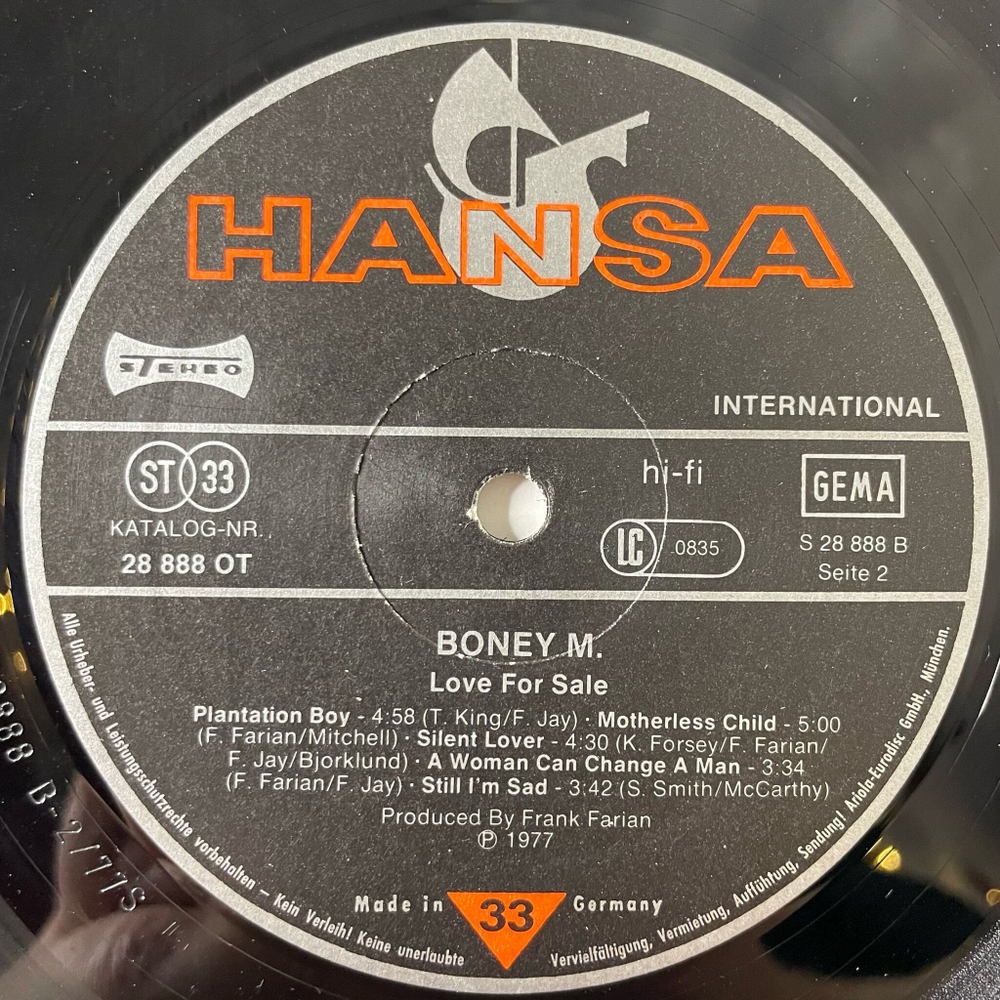 HANSA
STEREO
INTERNATIONAL
ST 33
KATALOG-NR.
28 888 OT
hi-fi
LC 0835
GEMA
S 28 888 B
Seite 2
BONEY M.
Love For Sale
Plantation Boy - 4:58 (T. King/F. Jay) · Motherless Child - 5:00
(F. Farian/Mitchell) · Silent Lover - 4:30 (K. Forsey/F. Farian/
F. Jay/Bjorklund) · A Woman Can Change A Man - 3:34
(F. Farian/F. Jay) · Still I'm Sad - 3:42 (S. Smith/McCarthy)
Produced By Frank Farian
℗ 1977
Made in 33 Germany
Alle Urheber- und Leistungsschutzrechte vorbehalten – Kein Verleih! Keine unerlaubte Vervielfältigung, Vermietung, Aufführung, Sendung! Ariola-Eurodisc GmbH., München.
888 B-2/77S